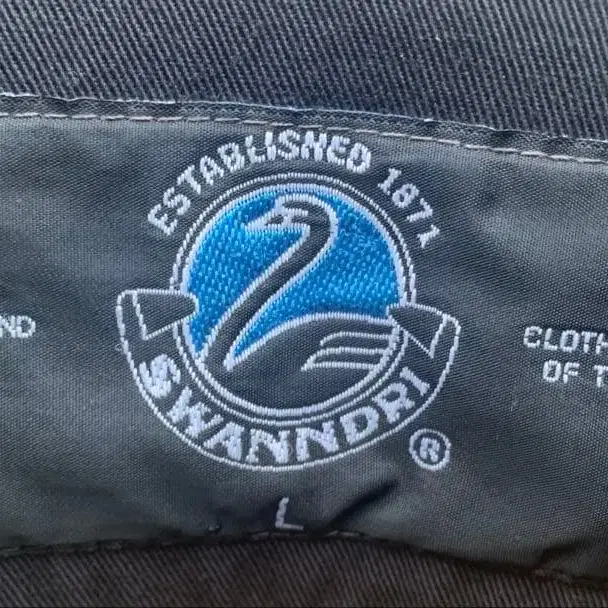 ESTABLISHED 1871
ND
CLOTH
OF T
SWANNDRI
®
L